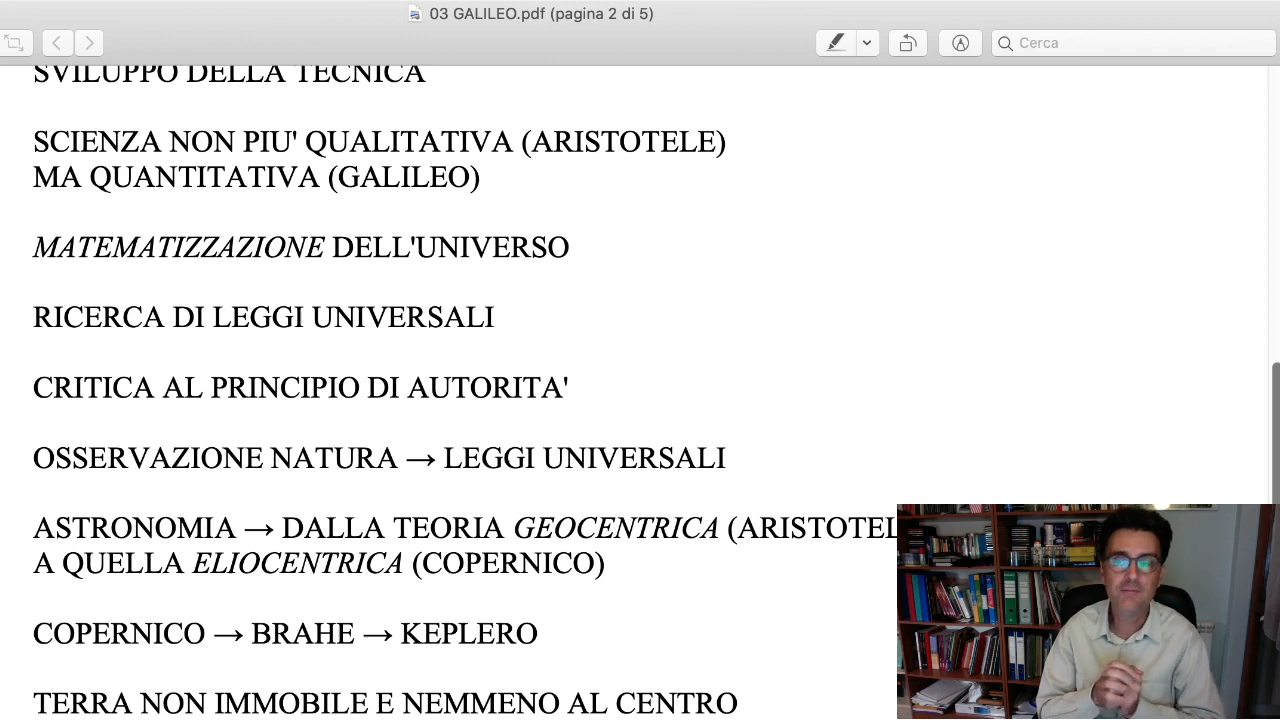 03 GALILEO.pdf (pagina 2 di 5)
Cerca
SVILUPPO DELLA TECNICA
SCIENZA NON PIU' QUALITATIVA (ARISTOTELE)
MA QUANTITATIVA (GALILEO)
MATEMATIZZAZIONE DELL'UNIVERSO
RICERCA DI LEGGI UNIVERSALI
CRITICA AL PRINCIPIO DI AUTORITA'
OSSERVAZIONE NATURA → LEGGI UNIVERSALI
ASTRONOMIA → DALLA TEORIA GEOCENTRICA (ARISTOTEL
A QUELLA ELIOCENTRICA (COPERNICO)
COPERNICO → BRAHE → KEPLERO
TERRA NON IMMOBILE E NEMMENO AL CENTRO